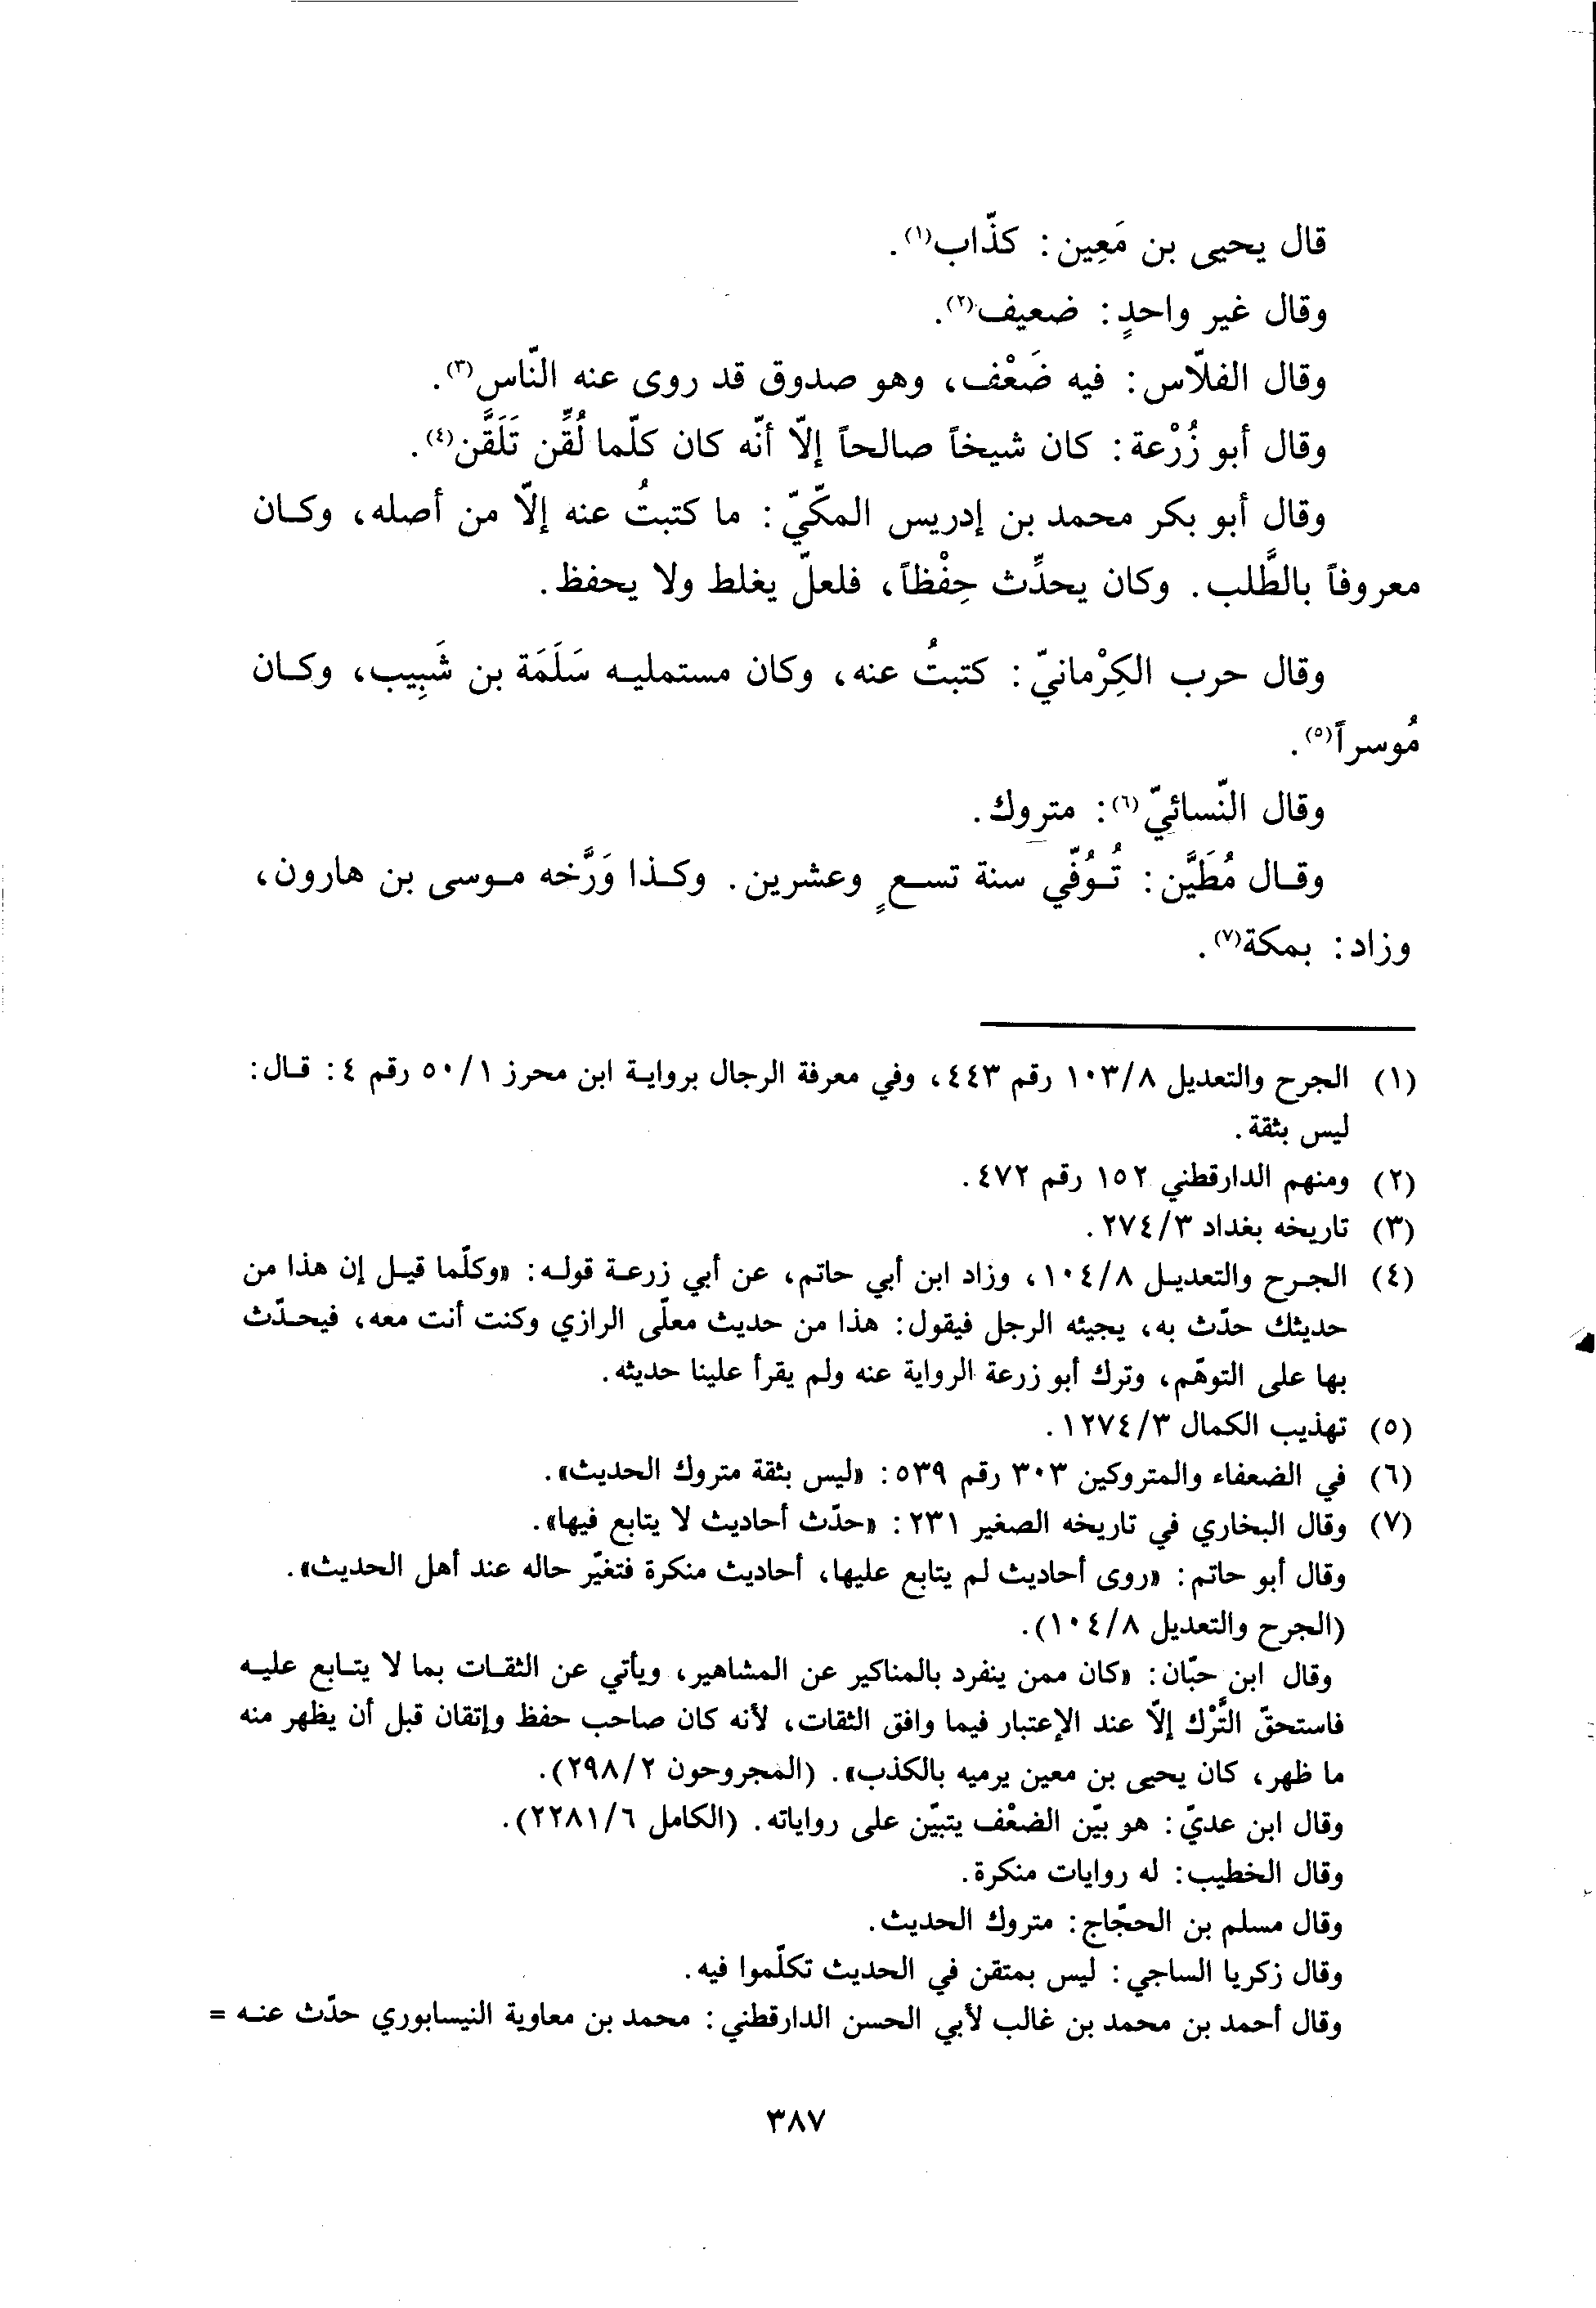 قال يحيى بن مَعِين: كذّاب(١).
وقال غير واحدٍ: ضعيف(٢).
وقال الفلّاس: فيه ضَعْف، وهو صدوق قد روى عنه النّاس(٣).
وقال أبو زُرْعة: كان شيخاً صالحاً إلّا أنّه كان كلّما لُقِّن تَلَقَّن(٤).
وقال أبو بكر محمد بن إدريس المكّيّ: ما كتبتُ عنه إلّا من أصله، وكان
معروفاً بالطَّلب. وكان يحدِّث حِفْظاً، فلعلّ يغلط ولا يحفظ.
وقال حرب الكِرْمانيّ: كتبتُ عنه، وكان مستمليه سَلَمَة بن شَبِيب، وكان
مُوسراً(٥).
وقال النّسائيّ(٦): متروك.
وقال مُطَيَّن: تُوُفّي سنة تسعٍ وعشرين. وكذا وَرَّخه موسى بن هارون،
وزاد: بمكة(٧).
(١) الجرح والتعديل ١٠٣/٨ رقم ٤٤٣، وفي معرفة الرجال برواية ابن محرز ٥٠/١ رقم ٤: قال:
ليس بثقة.
(٢) ومنهم الدارقطني ١٥٢ رقم ٤٧٢.
(٣) تاريخه بغداد ٢٧٤/٣.
(٤) الجرح والتعديل ١٠٤/٨، وزاد ابن أبي حاتم، عن أبي زرعة قوله: «وكلّما قيل إن هذا من
حديثك حدّث به، يجيئه الرجل فيقول: هذا من حديث معلّى الرازي وكنت أنت معه، فيحدّث
بها على التوهّم، وترك أبو زرعة الرواية عنه ولم يقرأ علينا حديثه.
(٥) تهذيب الكمال ١٢٧٤/٣.
(٦) في الضعفاء والمتروكين ٣٠٣ رقم ٥٣٩: «ليس بثقة متروك الحديث».
(٧) وقال البخاري في تاريخه الصغير ٢٣١: «حدّث أحاديث لا يتابع فيها».
وقال أبو حاتم: «روى أحاديث لم يتابع عليها، أحاديث منكرة فتغيّر حاله عند أهل الحديث».
(الجرح والتعديل ١٠٤/٨).
وقال ابن حبّان: «كان ممن ينفرد بالمناكير عن المشاهير، ويأتي عن الثقات بما لا يتابع عليه
فاستحقّ التَّرْك إلّا عند الإعتبار فيما وافق الثقات، لأنه كان صاحب حفظ وإتقان قبل أن يظهر منه
ما ظهر، كان يحيى بن معين يرميه بالكذب». (المجروحون ٢٩٨/٢).
وقال ابن عديّ: هو بيّن الضعْف يتبيّن على رواياته. (الكامل ٢٢٨١/٦).
وقال الخطيب: له روايات منكرة.
وقال مسلم بن الحجّاج: متروك الحديث.
وقال زكريا الساجي: ليس بمتقن في الحديث تكلّموا فيه.
وقال أحمد بن محمد بن غالب لأبي الحسن الدارقطني: محمد بن معاوية النيسابوري حدّث عنه =
٣٨٧